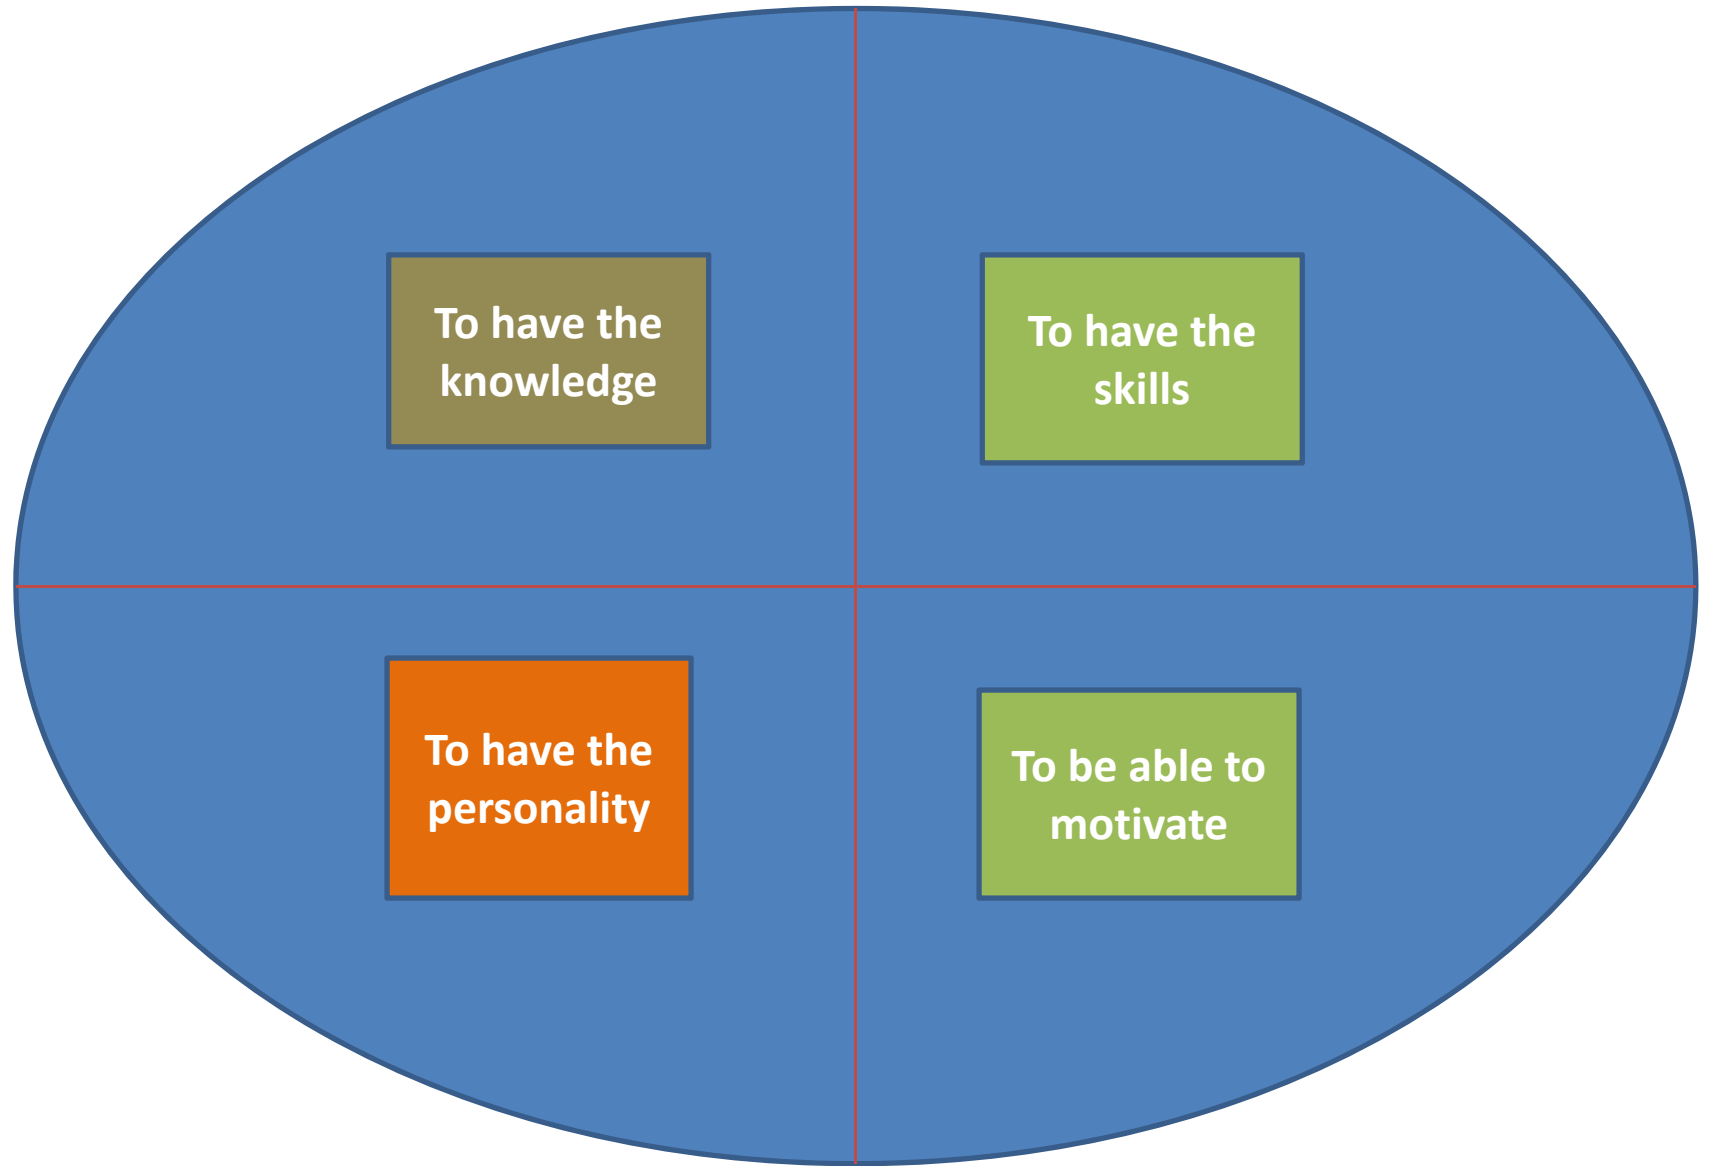 To have the
knowledge
To have the
skills
To have the
personality
To be able to
motivate